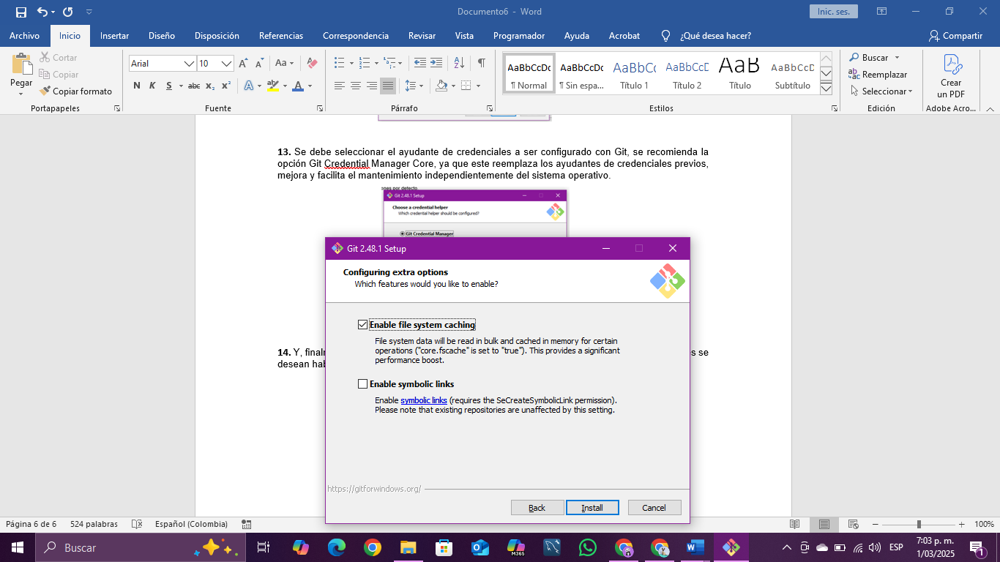 Documento6 - Word
Inic. ses.
Archivo Inicio Insertar Diseño Disposición Referencias Correspondencia Revisar Vista Programador Ayuda Acrobat ¿Qué desea hacer? Compartir
Pegar
Cortar
Copiar
Copiar formato
Portapapeles
Arial 10
Aa
N K S abc x₂ x²
aby A
Fuente
Párrafo
AaBbCcDc AaBbCcDc AaBbCc AaBbCcD AaB AaBbCcD
¶ Normal ¶ Sin espa... Título 1 Título 2 Título Subtítulo
Estilos
Buscar
Reemplazar
Seleccionar
Edición
Crear
un PDF
Adobe Acro...
13. Se debe seleccionar el ayudante de credenciales a ser configurado con Git, se recomienda la
opción Git Credential Manager Core, ya que este reemplaza los ayudantes de credenciales previos,
mejora y facilita el mantenimiento independientemente del sistema operativo.
ones por defecto.
Git 2.48.1 Setup
Choose a credential helper
Which credential helper should be configured?
Git Credential Manager
Git 2.48.1 Setup
Configuring extra options
Which features would you like to enable?
Enable file system caching
File system data will be read in bulk and cached in memory for certain
operations ("core.fscache" is set to "true"). This provides a significant
performance boost.
Enable symbolic links
Enable symbolic links (requires the SeCreateSymbolicLink permission).
Please note that existing repositories are unaffected by this setting.
https://gitforwindows.org/
Back Install Cancel
14. Y, se
desean
Página 6 de 6 524 palabras Español (Colombia) 100%
Buscar
M365
ESP
7:03 p. m.
1/03/2025
1